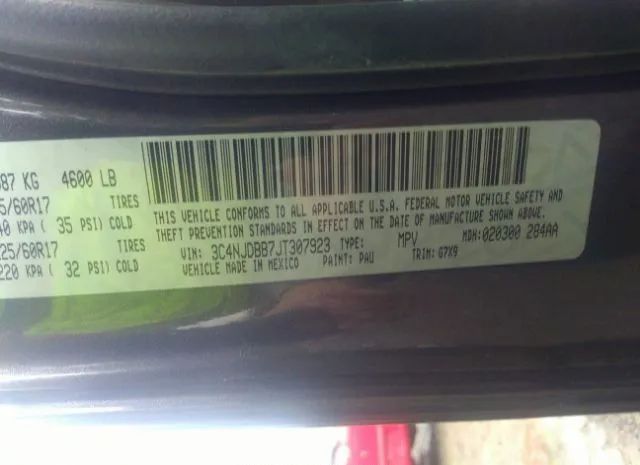 87 KG 4600 LB
5/60R17 TIRES
40 KPA ( 35 PSI) COLD
25/60R17 TIRES
220 KPA ( 32 PSI) COLD
THIS VEHICLE CONFORMS TO ALL APPLICABLE U.S.A. FEDERAL MOTOR VEHICLE SAFETY AND
THEFT PREVENTION STANDARDS IN EFFECT ON THE DATE OF MANUFACTURE SHOWN ABOVE.
VIN: 3C4NJDBB7JT307923 TYPE: MPV MDH: 020300 284AA
VEHICLE MADE IN MEXICO PAINT: PAU TRIM: G7X9